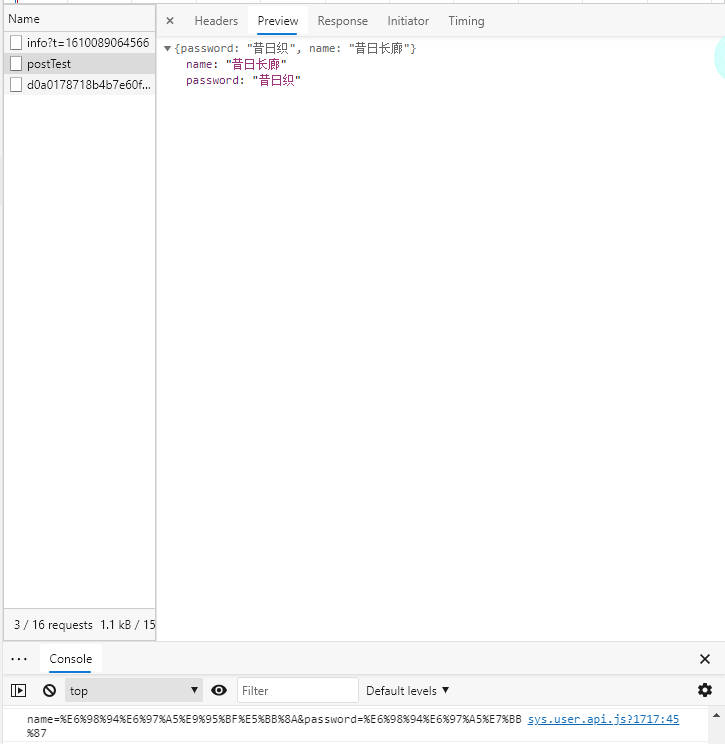 Name
info?t=1610089064566
postTest
d0a0178718b4b7e60f...
3 / 16 requests 1.1 kB / 15
× Headers Preview Response Initiator Timing
▼{password: "昔日织", name: "昔日长廊"}
name: "昔日长廊"
password: "昔日织"
Console
top ▼ Filter Default levels ▼
name=%E6%98%94%E6%97%A5%E9%95%BF%E5%BB%8A&password=%E6%98%94%E6%97%A5%E7%BB sys.user.api.js?1717:45
%87